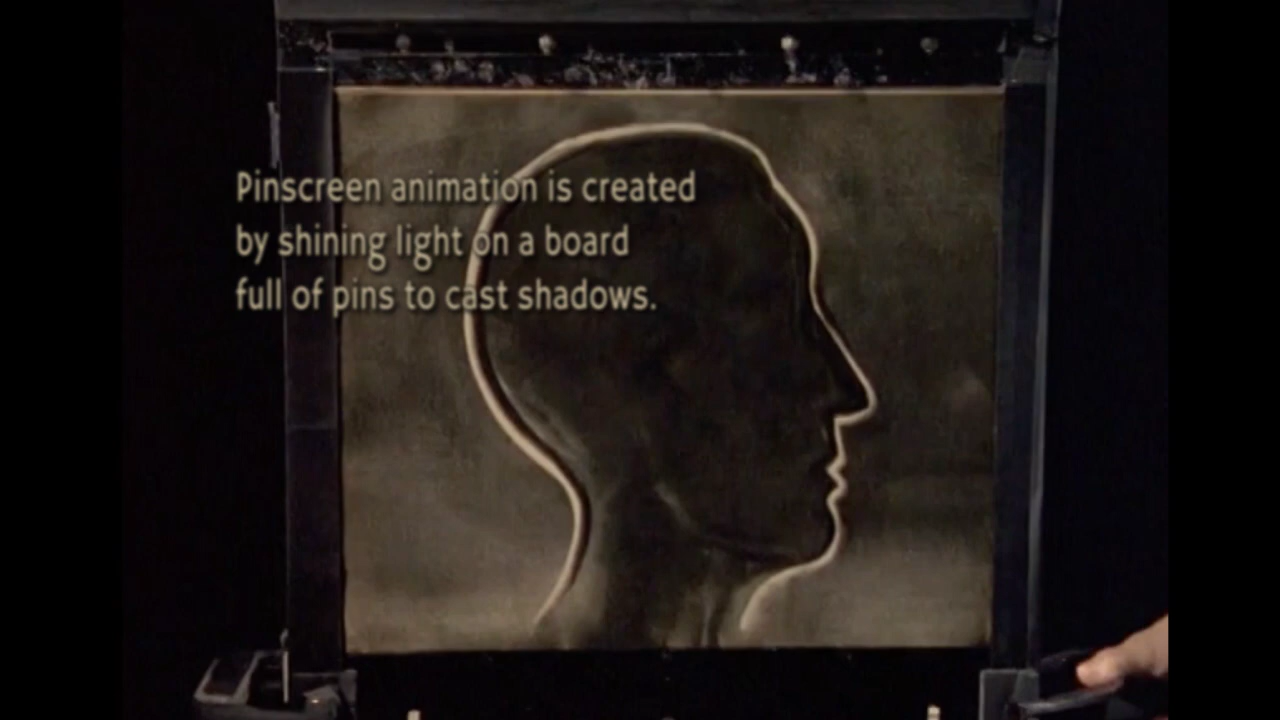 Pinscreen animation is created
by shining light on a board
full of pins to cast shadows.